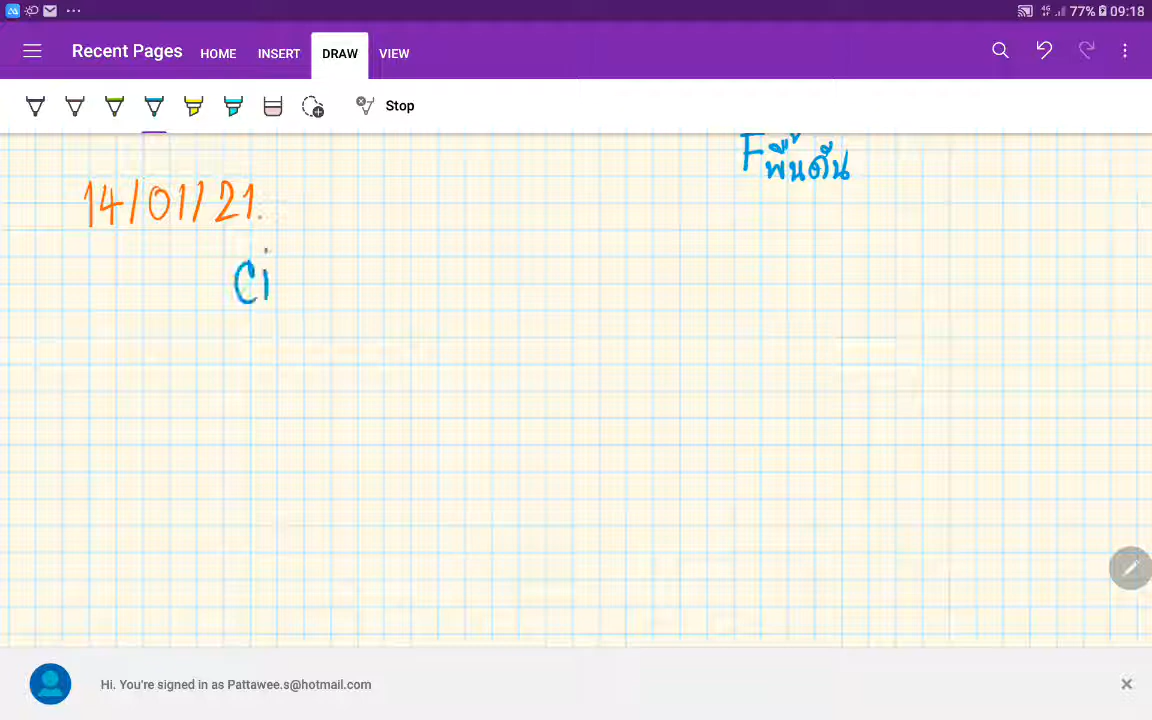 77% 09:18
Recent Pages HOME INSERT DRAW VIEW
Stop
Fพื้นดัน
14/01/21
Ci
Hi. You're signed in as Pattawee.s@hotmail.com